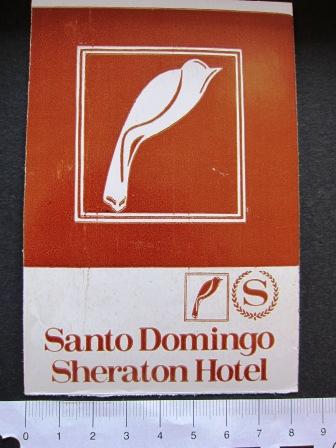 S
Santo Domingo
Sheraton Hotel
0 1 2 3 4 5 6 7 8 9